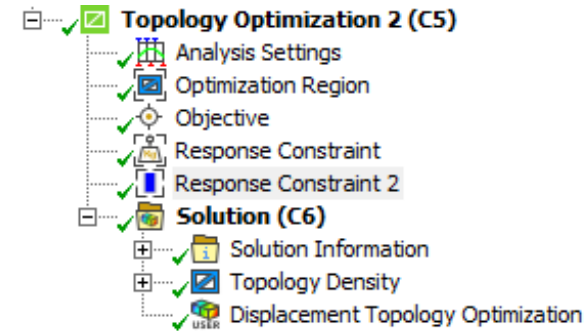 Topology Optimization 2 (C5)
Analysis Settings
Optimization Region
Objective
Response Constraint
Response Constraint 2
Solution (C6)
Solution Information
Topology Density
USER Displacement Topology Optimization